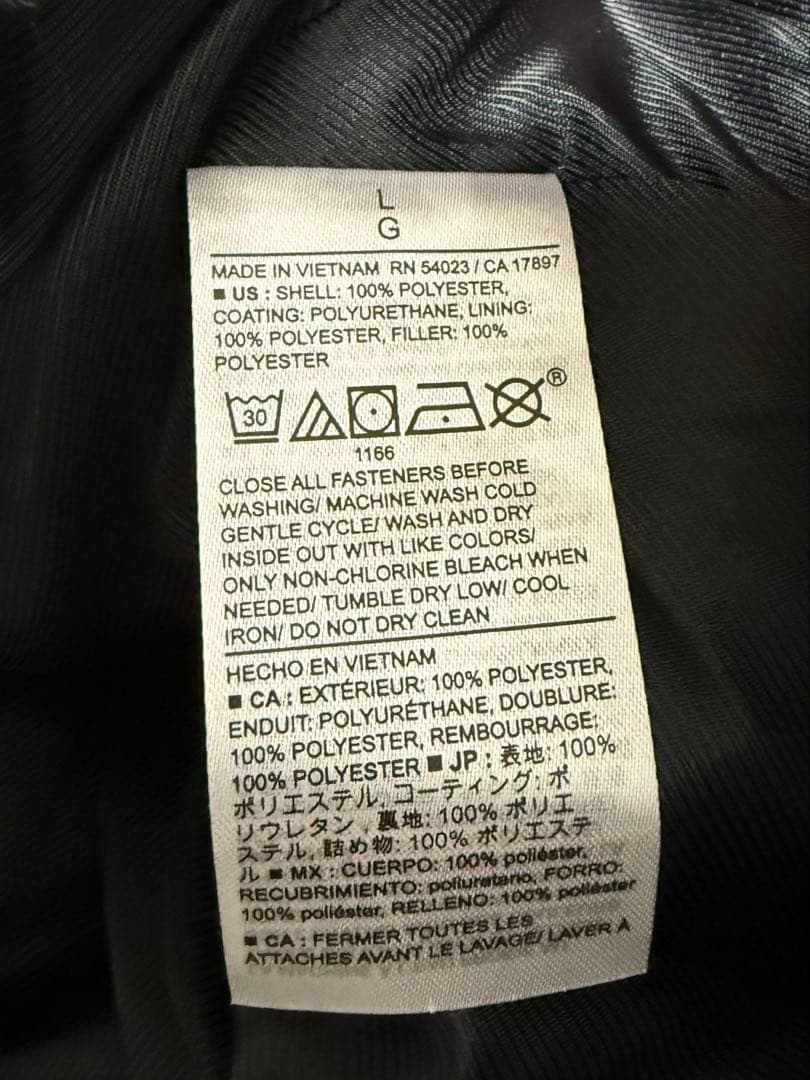 L
G
MADE IN VIETNAM RN 54023 / CA 17897
■ US : SHELL: 100% POLYESTER,
COATING: POLYURETHANE, LINING:
100% POLYESTER, FILLER: 100%
POLYESTER
30
®
1166
CLOSE ALL FASTENERS BEFORE
WASHING/ MACHINE WASH COLD
GENTLE CYCLE/ WASH AND DRY
INSIDE OUT WITH LIKE COLORS/
ONLY NON-CHLORINE BLEACH WHEN
NEEDED/ TUMBLE DRY LOW/ COOL
IRON/ DO NOT DRY CLEAN
HECHO EN VIETNAM
■ CA : EXTÉRIEUR: 100% POLYESTER,
ENDUIT: POLYURÉTHANE, DOUBLURE:
100% POLYESTER, REMBOURRAGE:
100% POLYESTER ■ JP : 表地: 100%
ポリエステル, コーティング: ポ
リウレタン , 裏地: 100% ポリエ
ステル, 詰め物: 100% ポリエステ
ル ■ MX : CUERPO: 100% poliéster,
RECUBRIMIENTO: poliuretano, FORRO:
100% poliéster, RELLENO: 100% poliéster
■ CA : FERMER TOUTES LES
ATTACHES AVANT LE LAVAGE/ LAVER À